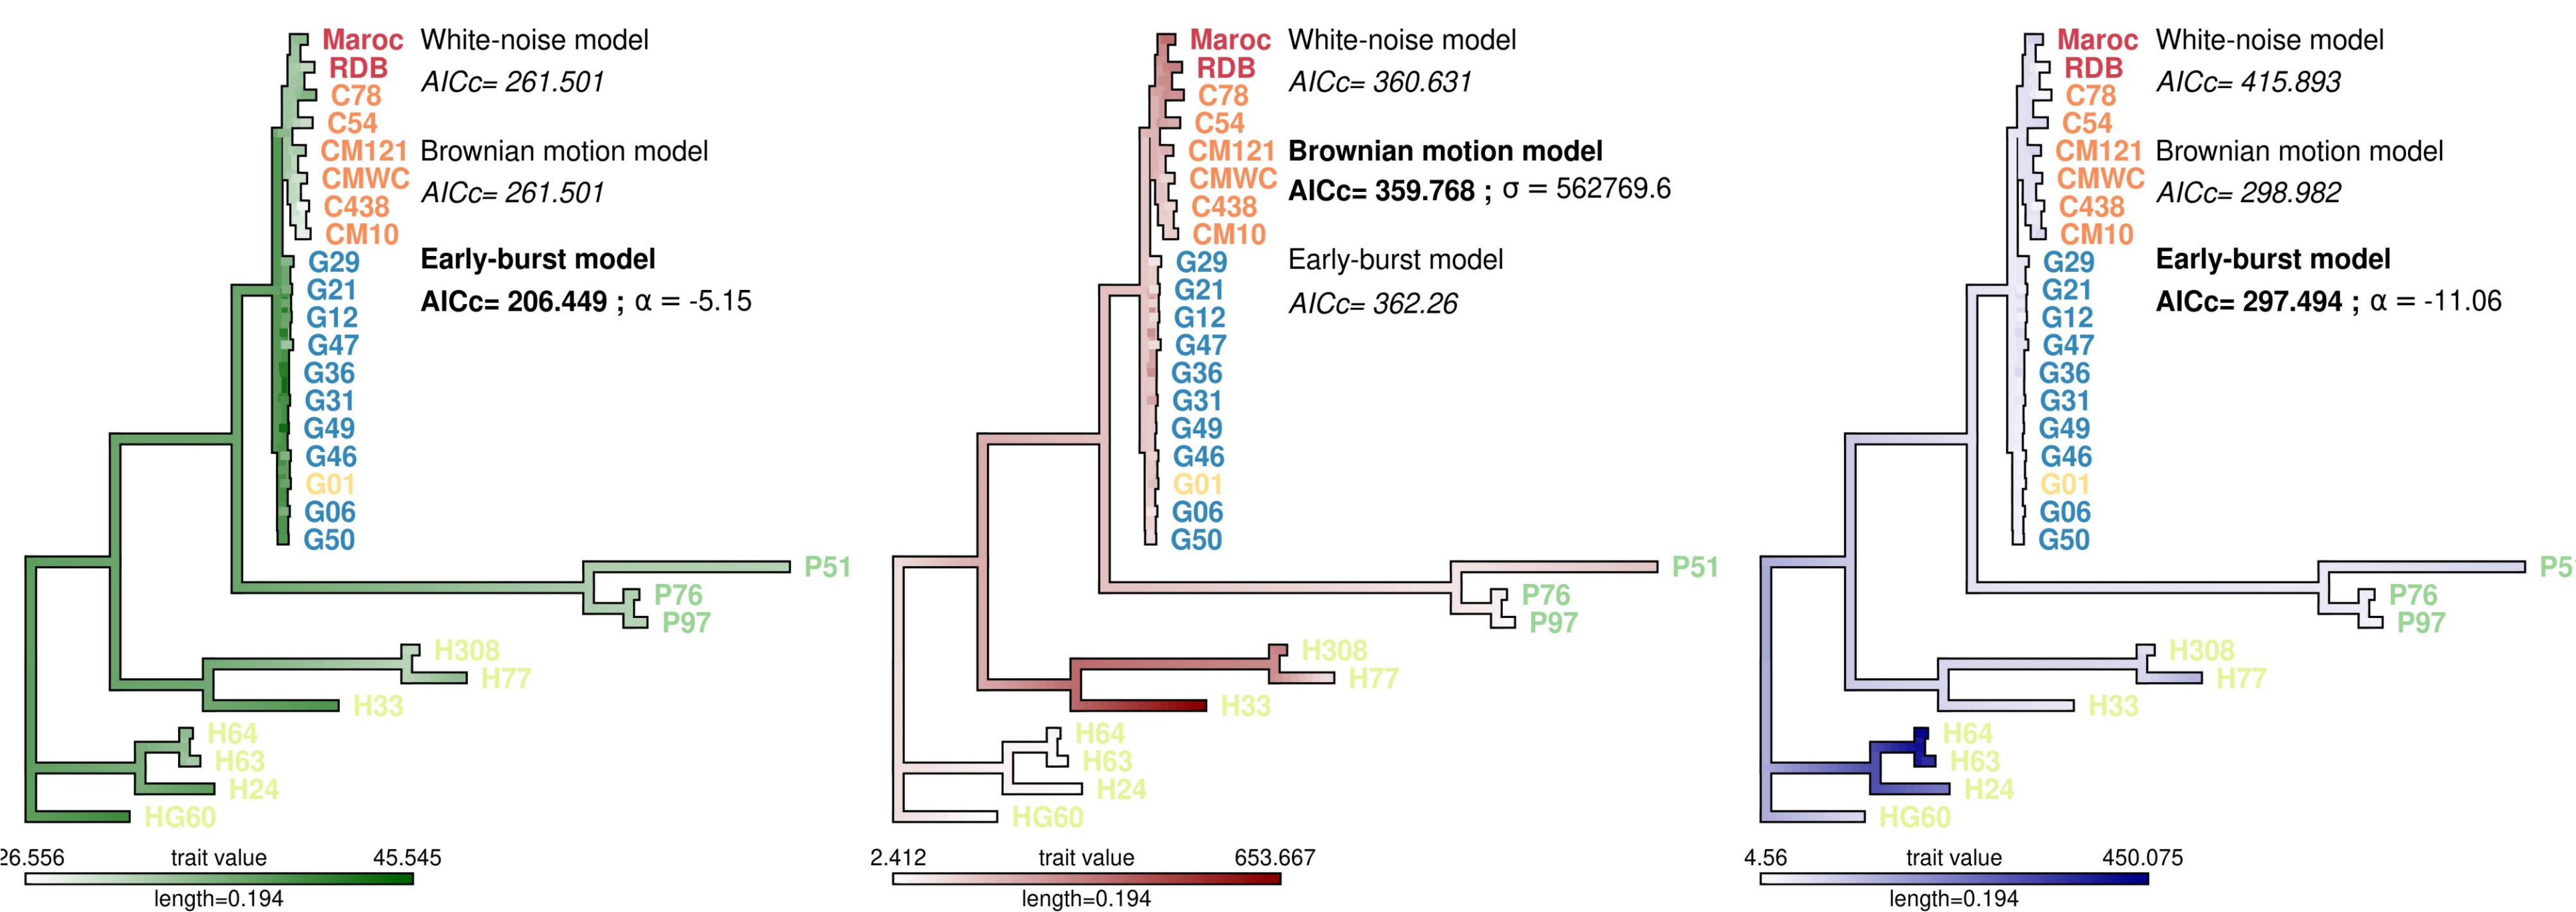 Maroc White-noise model
RDB AICc= 261.501
C78
C54
CM121 Brownian motion model
CMWC AICc= 261.501
C438
CM10
G29 Early-burst model
G21 AICc= 206.449 ; α = -5.15
G12
G47
G36
G31
G49
G46
G01
G06
G50
P51
P76
P97
H308
H77
H33
H64
H63
H24
HG60
26.556 trait value 45.545
length=0.194
Maroc White-noise model
RDB AICc= 360.631
C78
C54
CM121 Brownian motion model
CMWC AICc= 359.768 ; σ = 562769.6
C438
CM10
G29 Early-burst model
G21 AICc= 362.26
G12
G47
G36
G31
G49
G46
G01
G06
G50
P51
P76
P97
H308
H77
H33
H64
H63
H24
HG60
2.412 trait value 653.667
length=0.194
Maroc White-noise model
RDB AICc= 415.893
C78
C54
CM121 Brownian motion model
CMWC AICc= 298.982
C438
CM10
G29 Early-burst model
G21 AICc= 297.494 ; α = -11.06
G12
G47
G36
G31
G49
G46
G01
G06
G50
P5
P76
P97
H308
H77
H33
H64
H63
H24
HG60
4.56 trait value 450.075
length=0.194